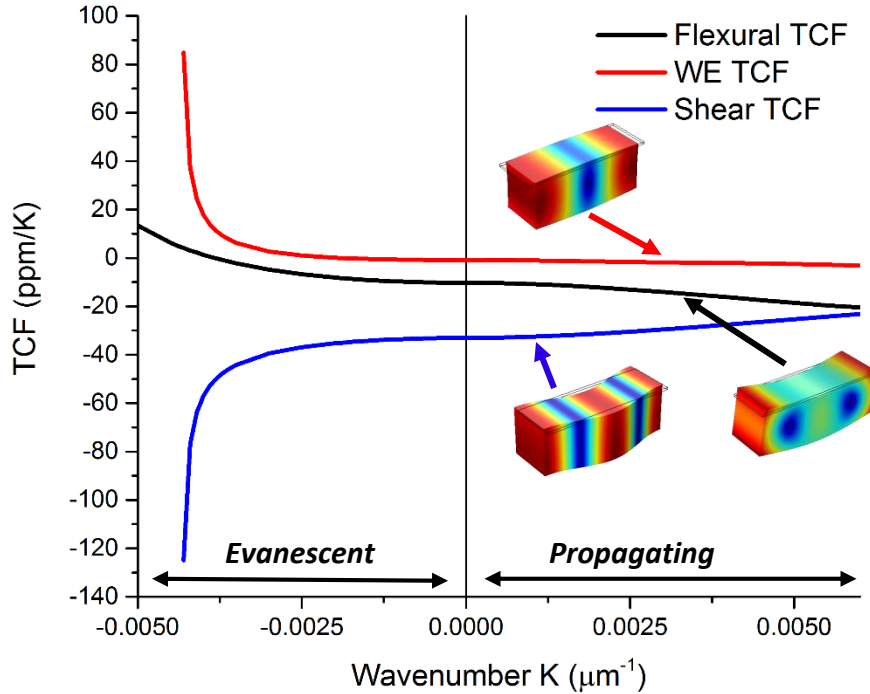 Flexural TCF
WE TCF
Shear TCF
TCF (ppm/K)
100
80
60
40
20
0
-20
-40
-60
-80
-100
-120
-140
Evanescent
Propagating
-0.0050
-0.0025
0.0000
0.0025
0.0050
Wavenumber K (μm⁻¹)